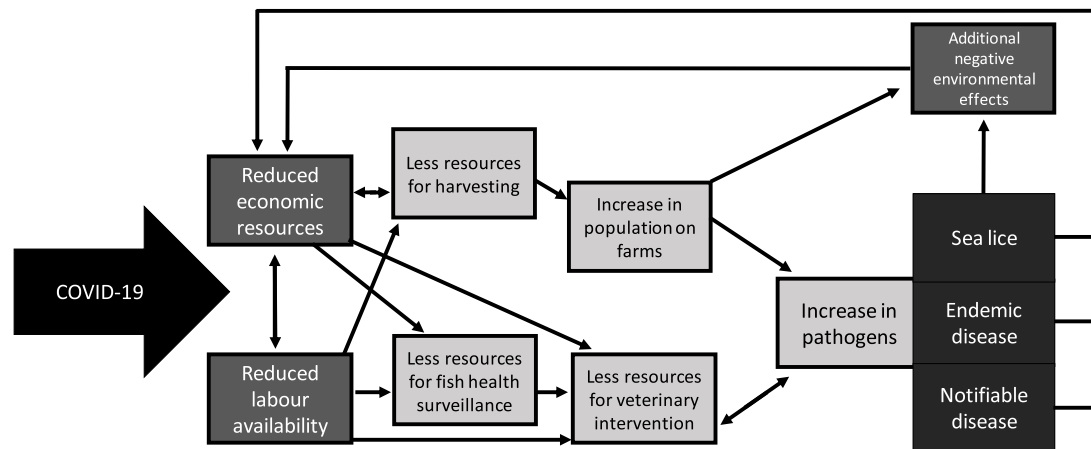 COVID-19
Reduced
economic
resources
Reduced
labour
availability
Less resources
for harvesting
Less resources
for fish health
surveillance
Increase in
population on
farms
Less resources
for veterinary
intervention
Increase in
pathogens
Additional
negative
environmental
effects
Sea lice
Endemic
disease
Notifiable
disease